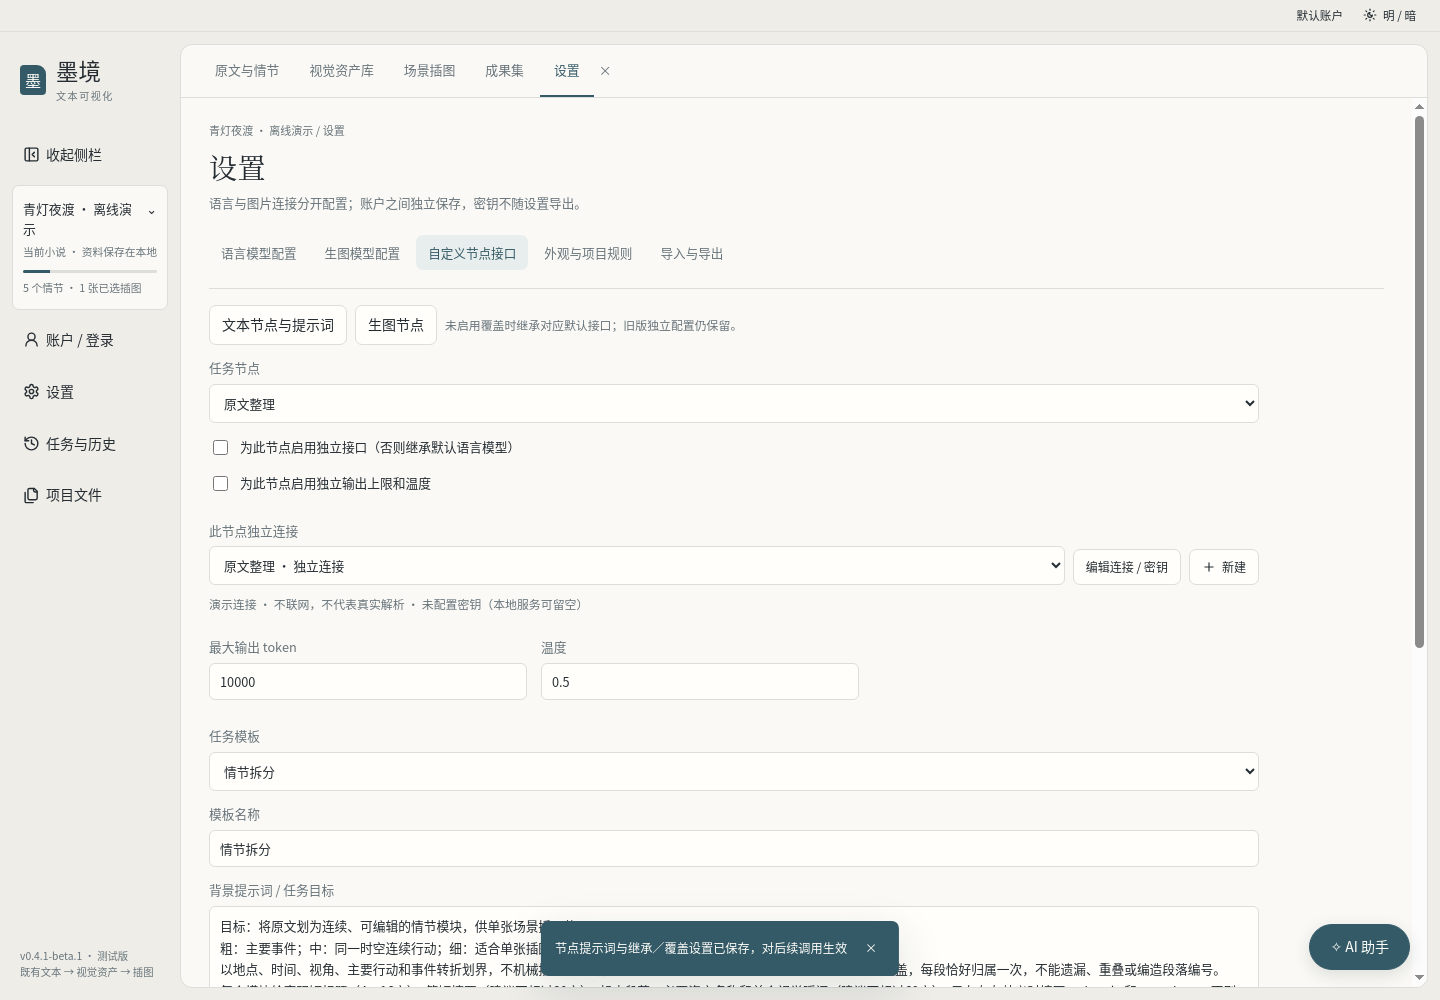 默认账户 明 / 暗
墨 墨境
文本可视化
收起侧栏
青灯夜渡 · 离线演示
当前小说 · 资料保存在本地
5 个情节 · 1 张已选插图
账户 / 登录
设置
任务与历史
项目文件
v0.4.1-beta.1 · 测试版
既有文本 → 视觉资产 → 插图
原文与情节 视觉资产库 场景插图 成果集 设置 ×
青灯夜渡 · 离线演示 / 设置
设置
语言与图片连接分开配置；账户之间独立保存，密钥不随设置导出。
语言模型配置 生图模型配置 自定义节点接口 外观与项目规则 导入与导出
文本节点与提示词 生图节点 未启用覆盖时继承对应默认接口；旧版独立配置仍保留。
任务节点
原文整理
为此节点启用独立接口（否则继承默认语言模型）
为此节点启用独立输出上限和温度
此节点独立连接
原文整理 · 独立连接 编辑连接 / 密钥 ＋ 新建
演示连接 · 不联网，不代表真实解析 · 未配置密钥（本地服务可留空）
最大输出 token 温度
10000 0.5
任务模板
情节拆分
模板名称
情节拆分
背景提示词 / 任务目标
目标：将原文划为连续、可编辑的情节模块，供单张场景
粗：主要事件；中：同一时空连续行动；细：适合单张插
以地点、时间、视角、主要行动和事件转折划界，不机械 盖，每段恰好归属一次，不能遗漏、重叠或编造段落编号。
节点提示词与继承／覆盖设置已保存，对后续调用生效 ×
AI 助手